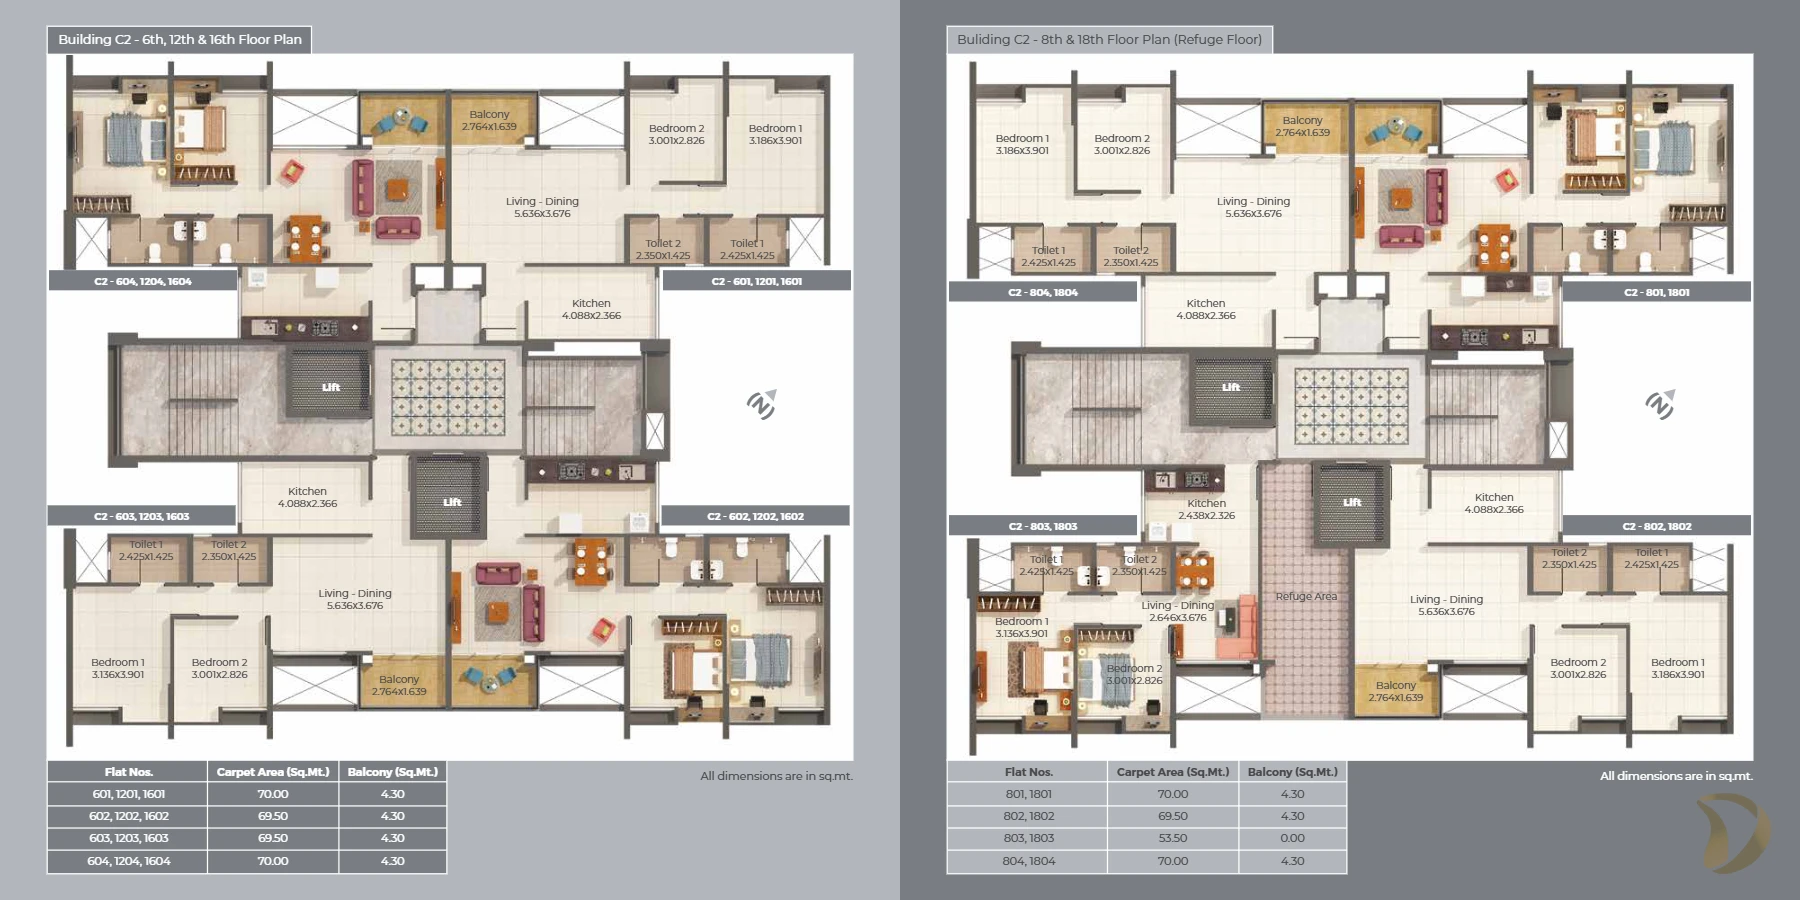 Building C2 - 6th, 12th & 16th Floor Plan
Balcony
2.764x1.639
Bedroom 2
3.001x2.826
Bedroom 1
3.186x3.901
Living - Dining
5.636x3.676
Toilet 2
2.350x1.425
Toilet 1
2.425x1.425
C2 - 604, 1204, 1604
C2 - 601, 1201, 1601
Kitchen
4.088x2.366
Lift
(N)
Kitchen
4.088x2.366
Lift
C2 - 603, 1203, 1603
C2 - 602, 1202, 1602
Toilet 1
2.425x1.425
Toilet 2
2.350x1.425
Living - Dining
5.636x3.676
Bedroom 1
3.136x3.901
Bedroom 2
3.001x2.826
Balcony
2.764x1.639
All dimensions are in sq.mt.
Flat Nos. Carpet Area (Sq.Mt.) Balcony (Sq.Mt.)
601, 1201, 1601 70.00 4.30
602, 1202, 1602 69.50 4.30
603, 1203, 1603 69.50 4.30
604, 1204, 1604 70.00 4.30
Buliding C2 - 8th & 18th Floor Plan (Refuge Floor)
Bedroom 1
3.186x3.901
Bedroom 2
3.001x2.826
Balcony
2.764x1.639
Living - Dining
5.636x3.676
Toilet 1
2.425x1.425
Toilet 2
2.350x1.425
C2 - 804, 1804
C2 - 801, 1801
Kitchen
4.088x2.366
Lift
(N)
Kitchen
2.438x2.326
Lift
Kitchen
4.088x2.366
C2 - 803, 1803
C2 - 802, 1802
Toilet 1
2.425x1.425
Toilet 2
2.350x1.425
Toilet 2
2.350x1.425
Toilet 1
2.425x1.425
Refuge Area
Living - Dining
2.646x3.676
Living - Dining
5.636x3.676
Bedroom 1
3.136x3.901
Bedroom 2
3.001x2.826
Balcony
2.764x1.639
Bedroom 2
3.001x2.826
Bedroom 1
3.186x3.901
All dimensions are in sq.mt.
Flat Nos. Carpet Area (Sq.Mt.) Balcony (Sq.Mt.)
801, 1801 70.00 4.30
802, 1802 69.50 4.30
803, 1803 53.50 0.00
804, 1804 70.00 4.30